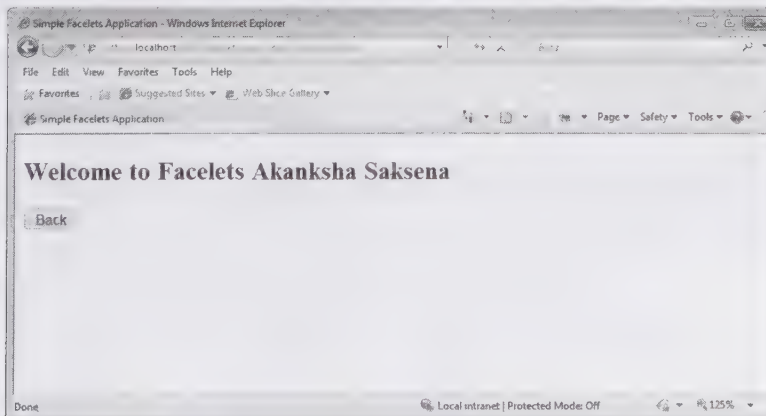 Simple Facelets Application - Windows Internet Explorer
localhost
File Edit View Favorites Tools Help
Favorites Suggested Sites Web Slice Gallery
Simple Facelets Application Page Safety Tools
Welcome to Facelets Akanksha Saksena
Back
Done Local intranet | Protected Mode: Off 125%